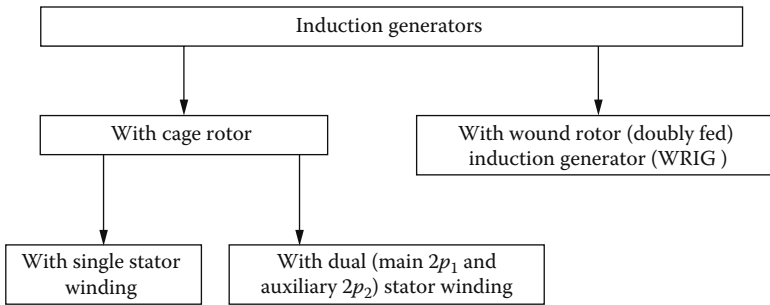 Induction generators
With cage rotor
With wound rotor (doubly fed)
induction generator (WRIG )
With single stator
winding
With dual (main 2p₁ and
auxiliary 2p₂) stator winding